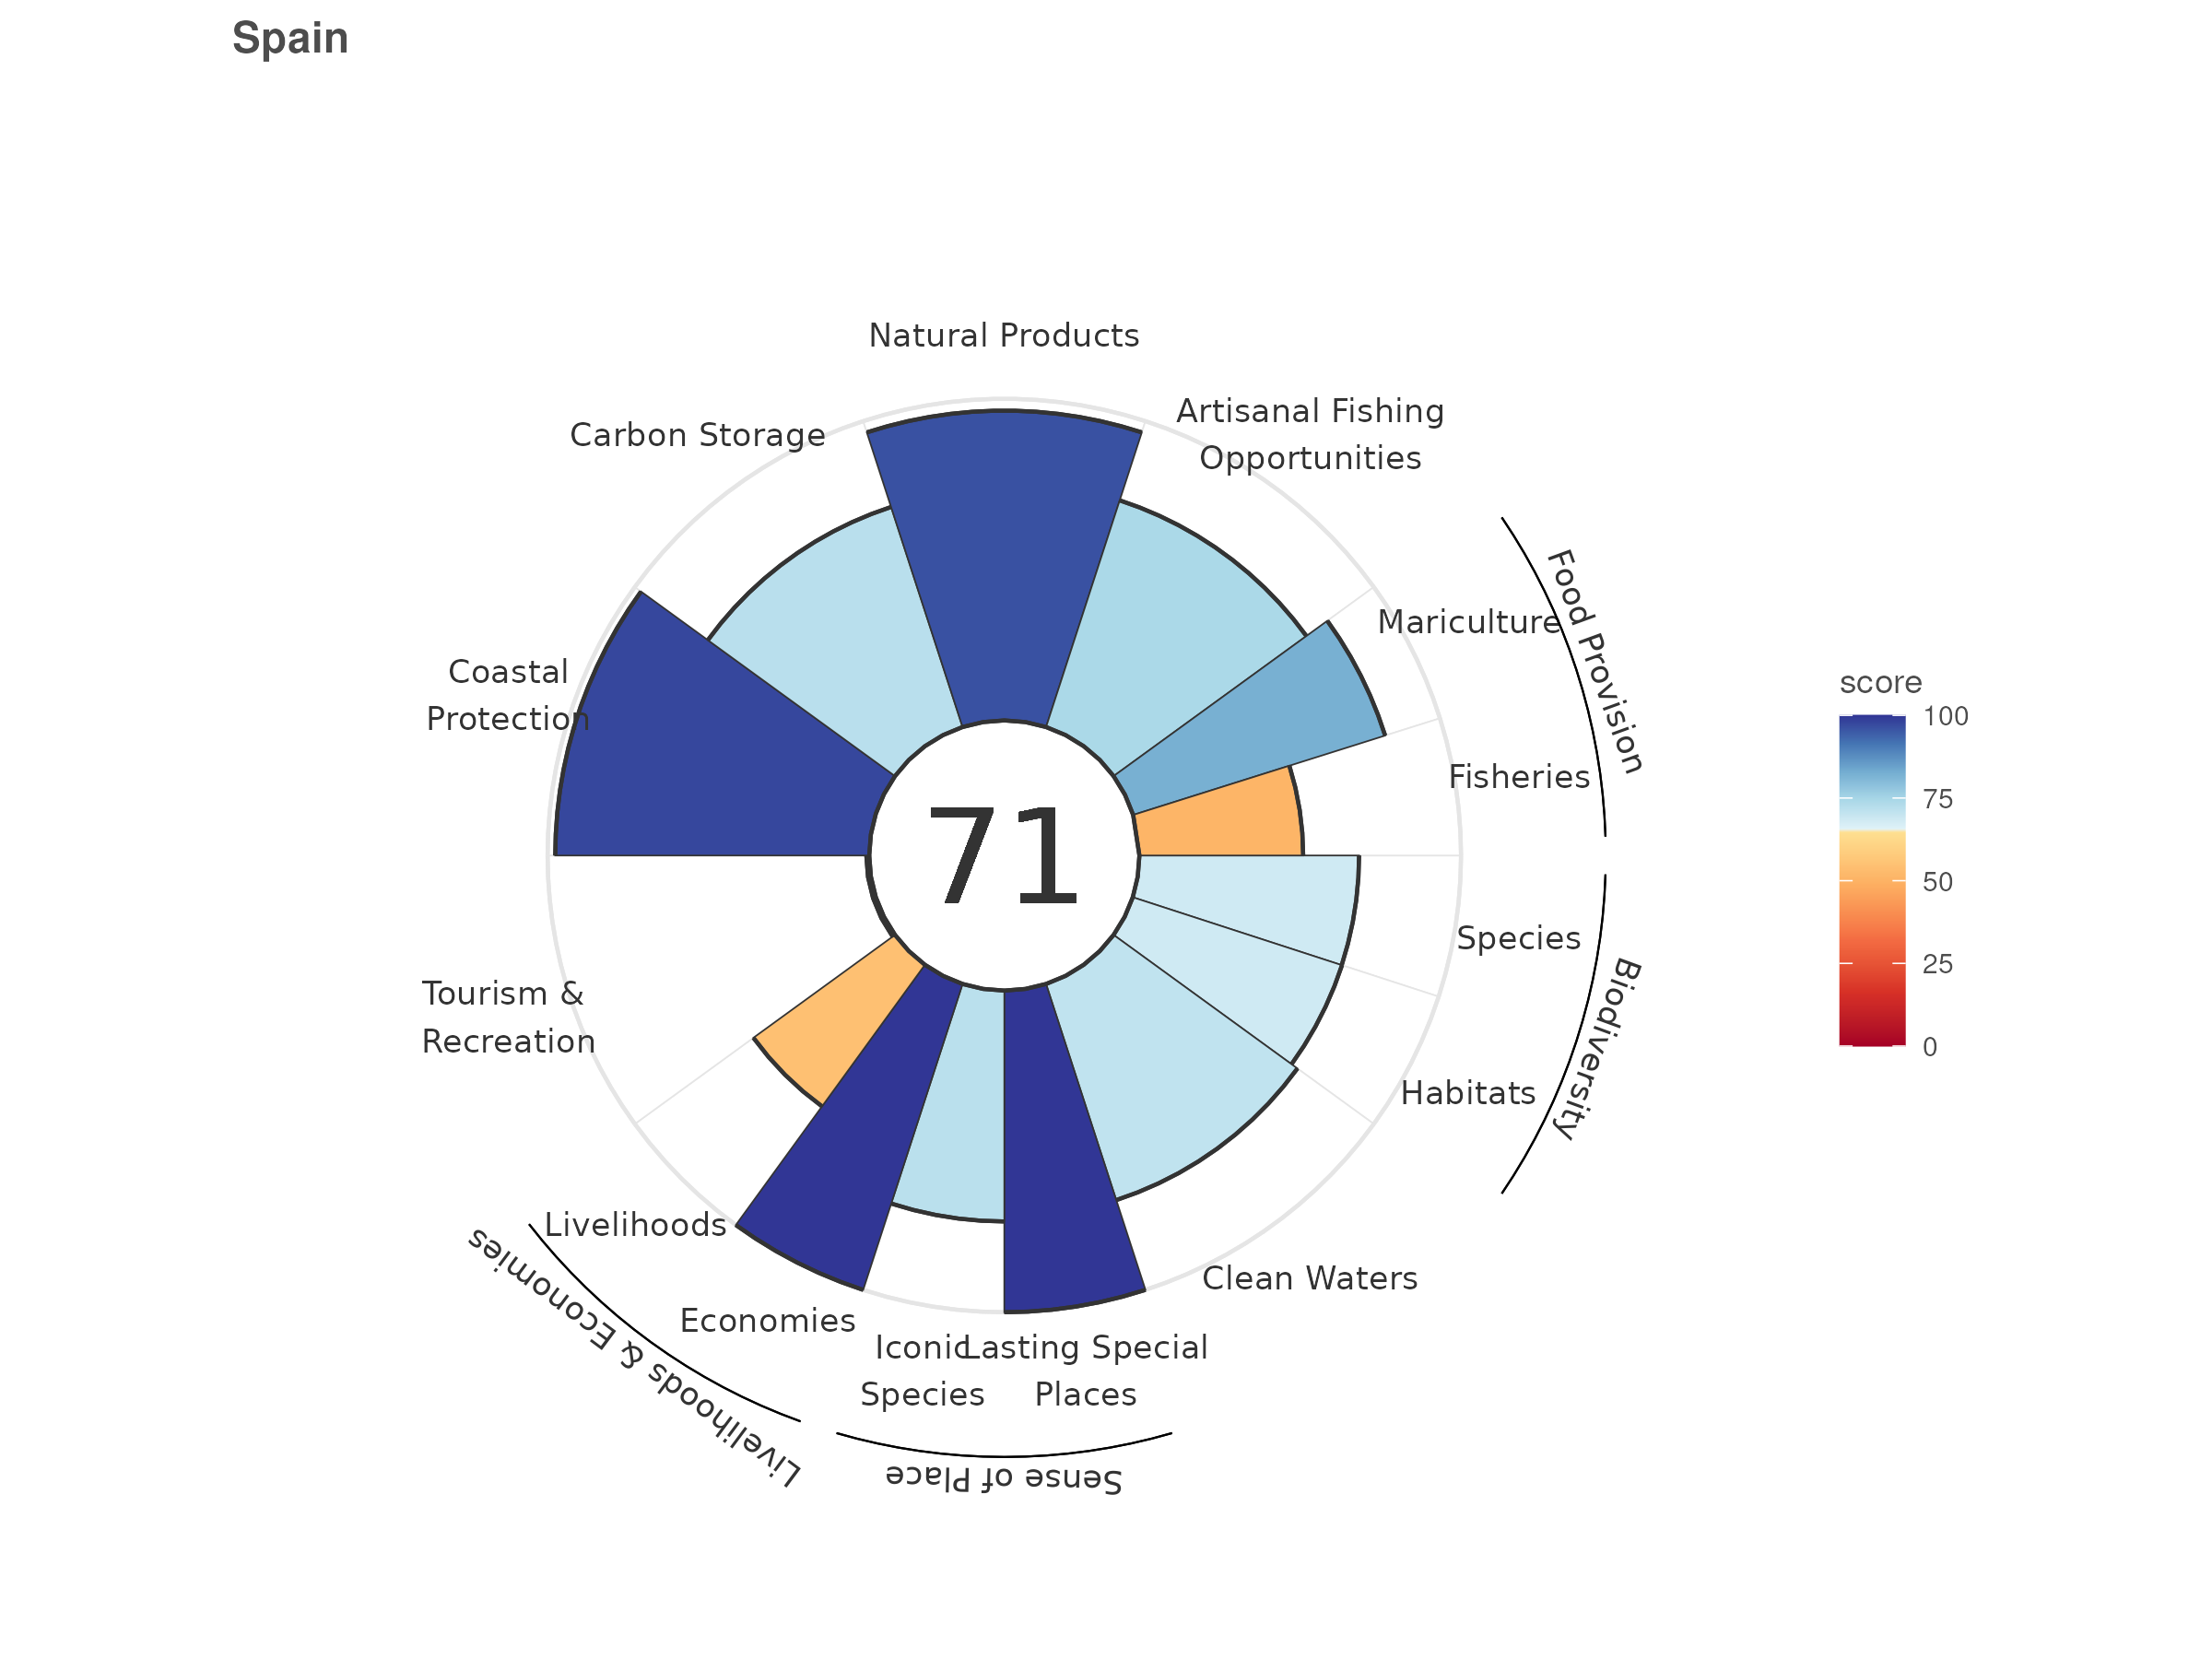 Spain
Natural Products
Artisanal Fishing
Opportunities
Carbon Storage
Mariculture
Food Provision
Coastal
Protection
Fisheries
71
Species
Biodiversity
Habitats
Tourism &
Recreation
Livelihoods
Clean Waters
Economies
Iconic
Species
Lasting Special
Places
Livelihoods & Economies
Sense of Place
score
100
75
50
25
0